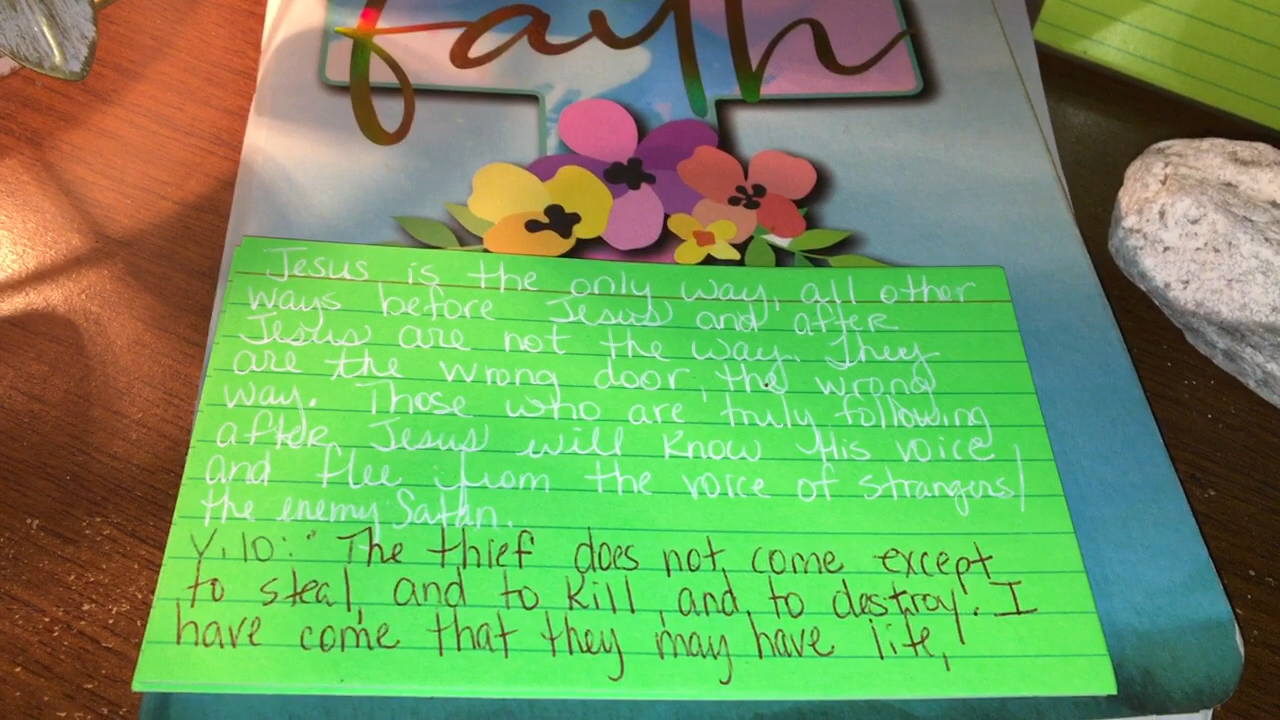 faith
Jesus is the only way, all other
ways before Jesus and after
Jesus are not the way. They
are the wrong door, the wrong
way. Those who are truly following
after Jesus will know His voice
and flee from the voice of strangers/
the enemy Satan.
V.10: "The thief does not come except
to steal, and to kill, and to destroy. I
have come that they may have life,